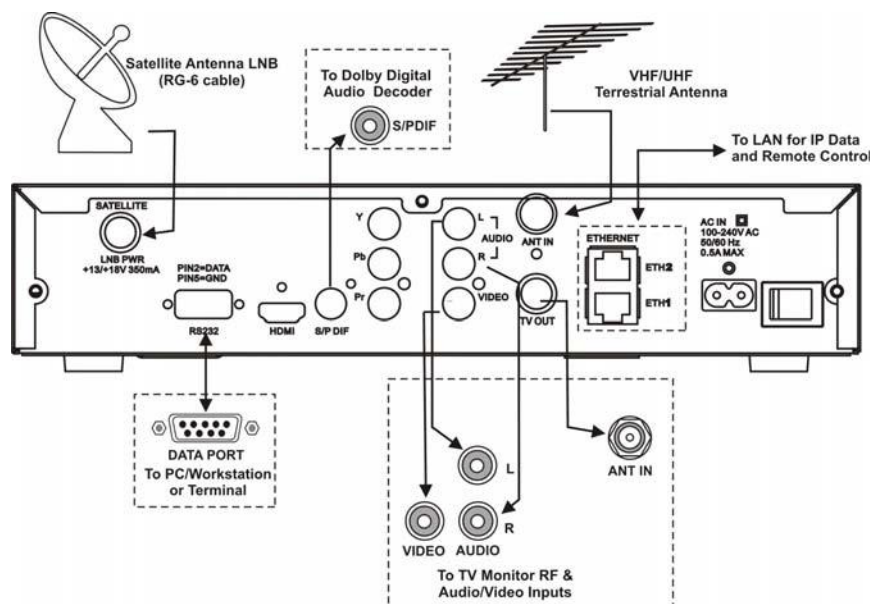 Satellite Antenna LNB
(RG-6 cable)
To Dolby Digital
Audio Decoder
S/PDIF
VHF/UHF
Terrestrial Antenna
To LAN for IP Data
and Remote Control
SATELLITE
LNB PWR
+13/+18V 350mA
PIN2=DATA
PIN5=GND
RS232
HDMI
S/P DIF
Y
Pb
Pr
L
AUDIO
R
VIDEO
ANT IN
TV OUT
ETHERNET
ETH2
ETH1
AC IN
100-240V AC
50/60 Hz
0.5A MAX
DATA PORT
To PC/Workstation
or Terminal
L
R
VIDEO
AUDIO
ANT IN
To TV Monitor RF &
Audio/Video Inputs